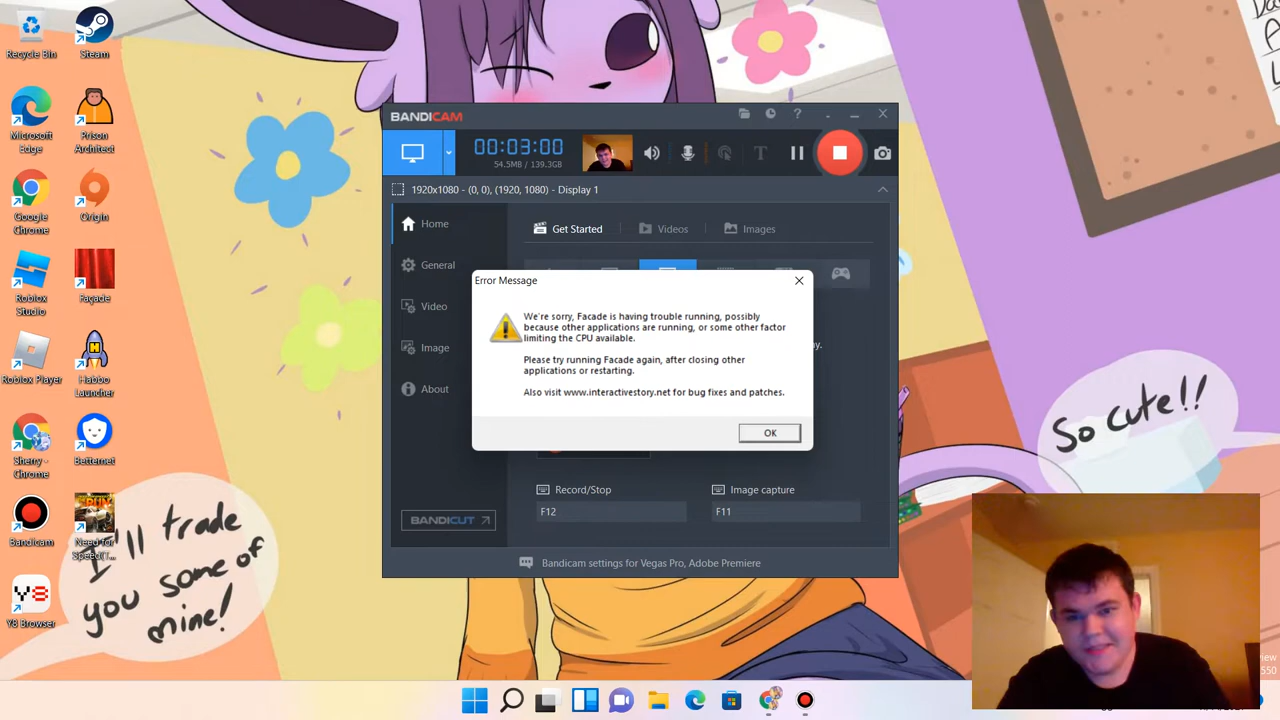 Recycle Bin
Steam
Microsoft
Edge
Prison
Architect
Google
Chrome
Origin
Roblox
Studio
Façade
Roblox Player
Habbo
Launcher
Sherry -
Chrome
Betternet
Bandicam
Need for
Speed(T...
Y8 Browser
I'll trade
you some of
mine!
BANDICAM
00:03:00
54.5MB / 139.3GB
1920x1080 - (0, 0), (1920, 1080) - Display 1
Home
General
Video
Image
About
BANDICUT
Get Started
Videos
Images
Error Message
We're sorry, Facade is having trouble running, possibly
because other applications are running, or some other factor
limiting the CPU available.
Please try running Facade again, after closing other
applications or restarting.
Also visit www.interactivestory.net for bug fixes and patches.
OK
Record/Stop
Image capture
F12
F11
Bandicam settings for Vegas Pro, Adobe Premiere
So cute!!